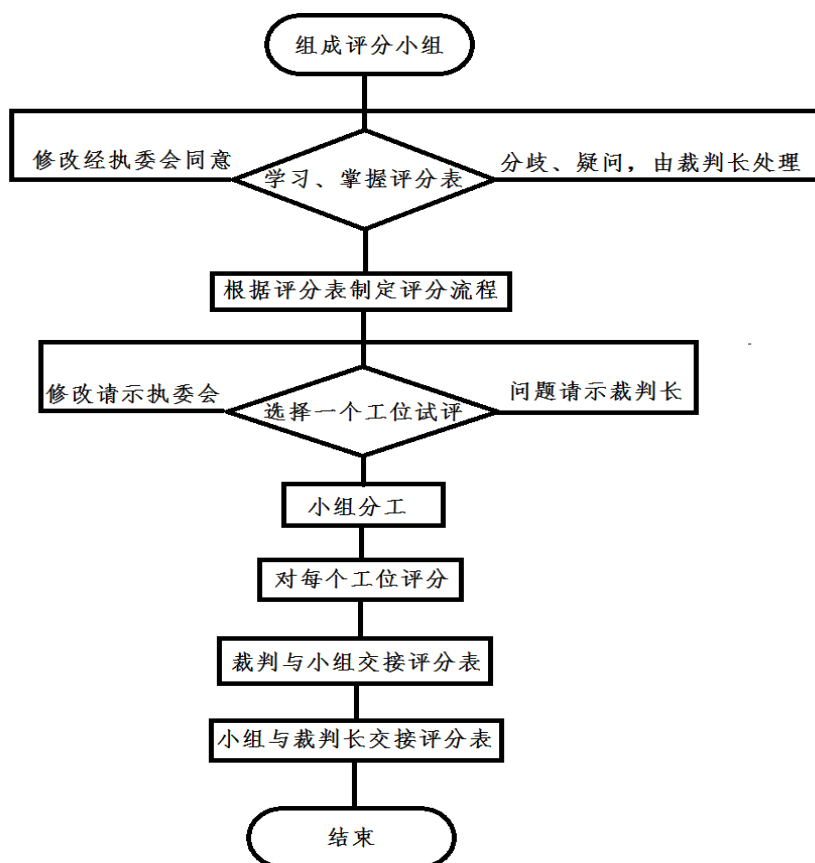 组成评分小组
修改经执委会同意
学习、掌握评分表
分歧、疑问，由裁判长处理
根据评分表制定评分流程
修改请示执委会
选择一个工位试评
问题请示裁判长
小组分工
对每个工位评分
裁判与小组交接评分表
小组与裁判长交接评分表
结束